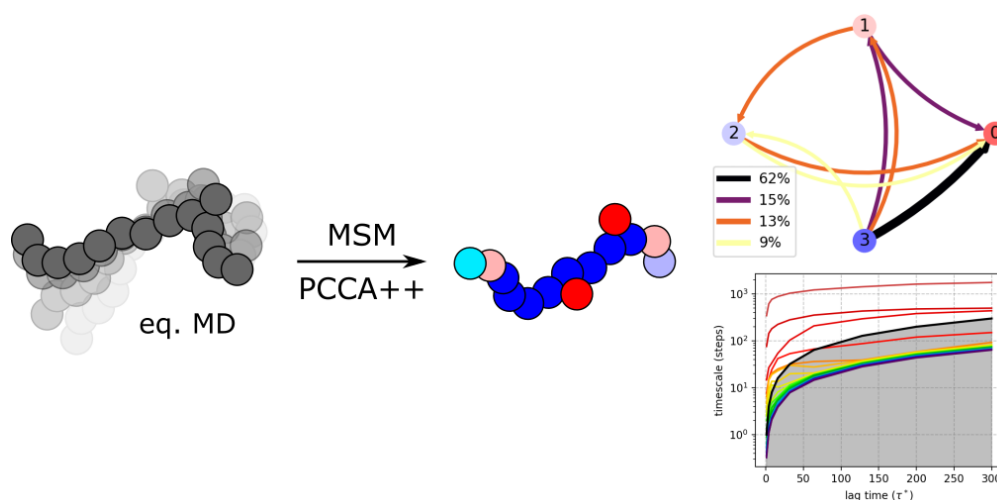 eq. MD
MSM
PCCA++
1
2
0
3
62%
15%
13%
9%
timescale (steps)
10³
10²
10¹
10⁰
0 50 100 150 200 250 300
lag time (τ*)